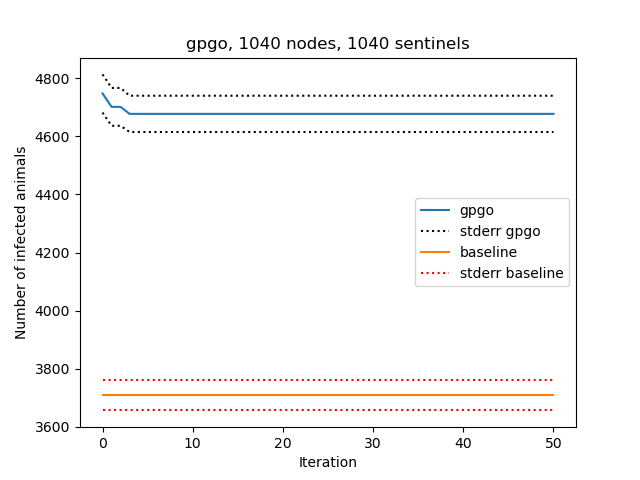 gpgo, 1040 nodes, 1040 sentinels
4800
4600
4400
4200
4000
3800
3600
Number of infected animals
gpgo
stderr gpgo
baseline
stderr baseline
0 10 20 30 40 50
Iteration